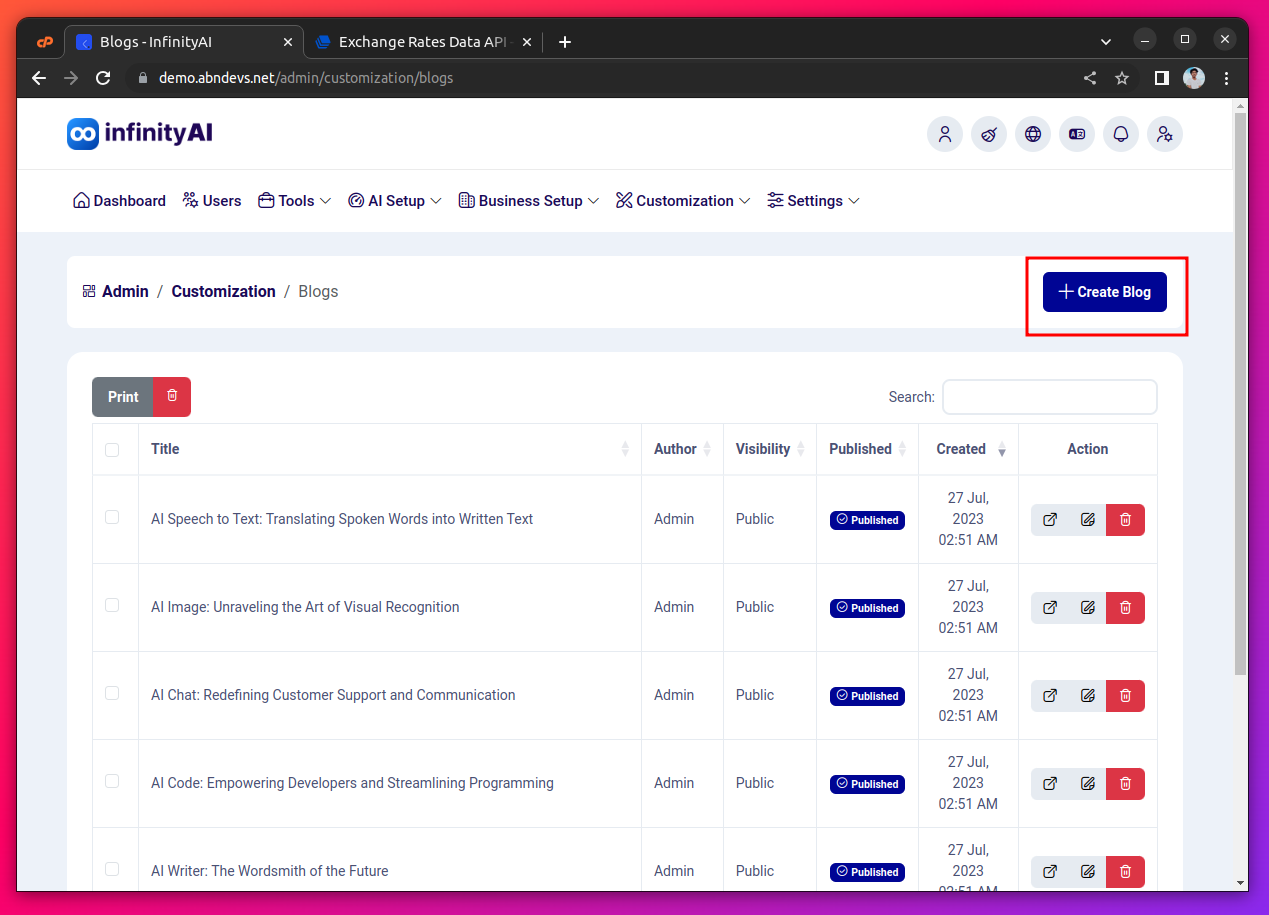 Blogs - InfinityAI
Exchange Rates Data API
demo.abndevs.net/admin/customization/blogs
infinityAI
Dashboard Users Tools AI Setup Business Setup Customization Settings
Admin / Customization / Blogs
Create Blog
Print
Search:
Title Author Visibility Published Created Action
AI Speech to Text: Translating Spoken Words into Written Text Admin Public Published 27 Jul,
2023
02:51 AM
AI Image: Unraveling the Art of Visual Recognition Admin Public Published 27 Jul,
2023
02:51 AM
AI Chat: Redefining Customer Support and Communication Admin Public Published 27 Jul,
2023
02:51 AM
AI Code: Empowering Developers and Streamlining Programming Admin Public Published 27 Jul,
2023
02:51 AM
AI Writer: The Wordsmith of the Future Admin Public Published 27 Jul,
2023
02:51 AM